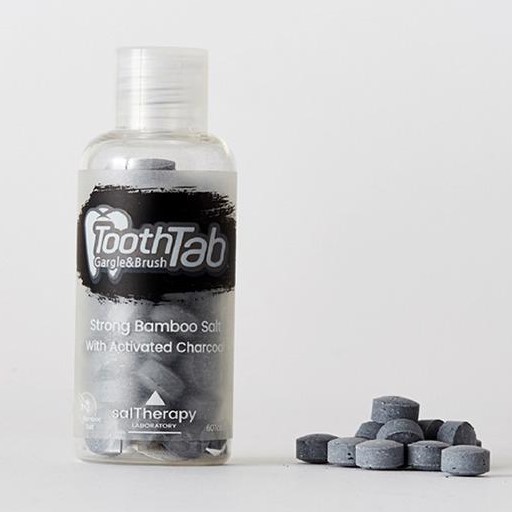 ToothTab
Gargle&Brush
Strong Bamboo Salt
With Activated Charcoal
salTherapy
LABORATORY